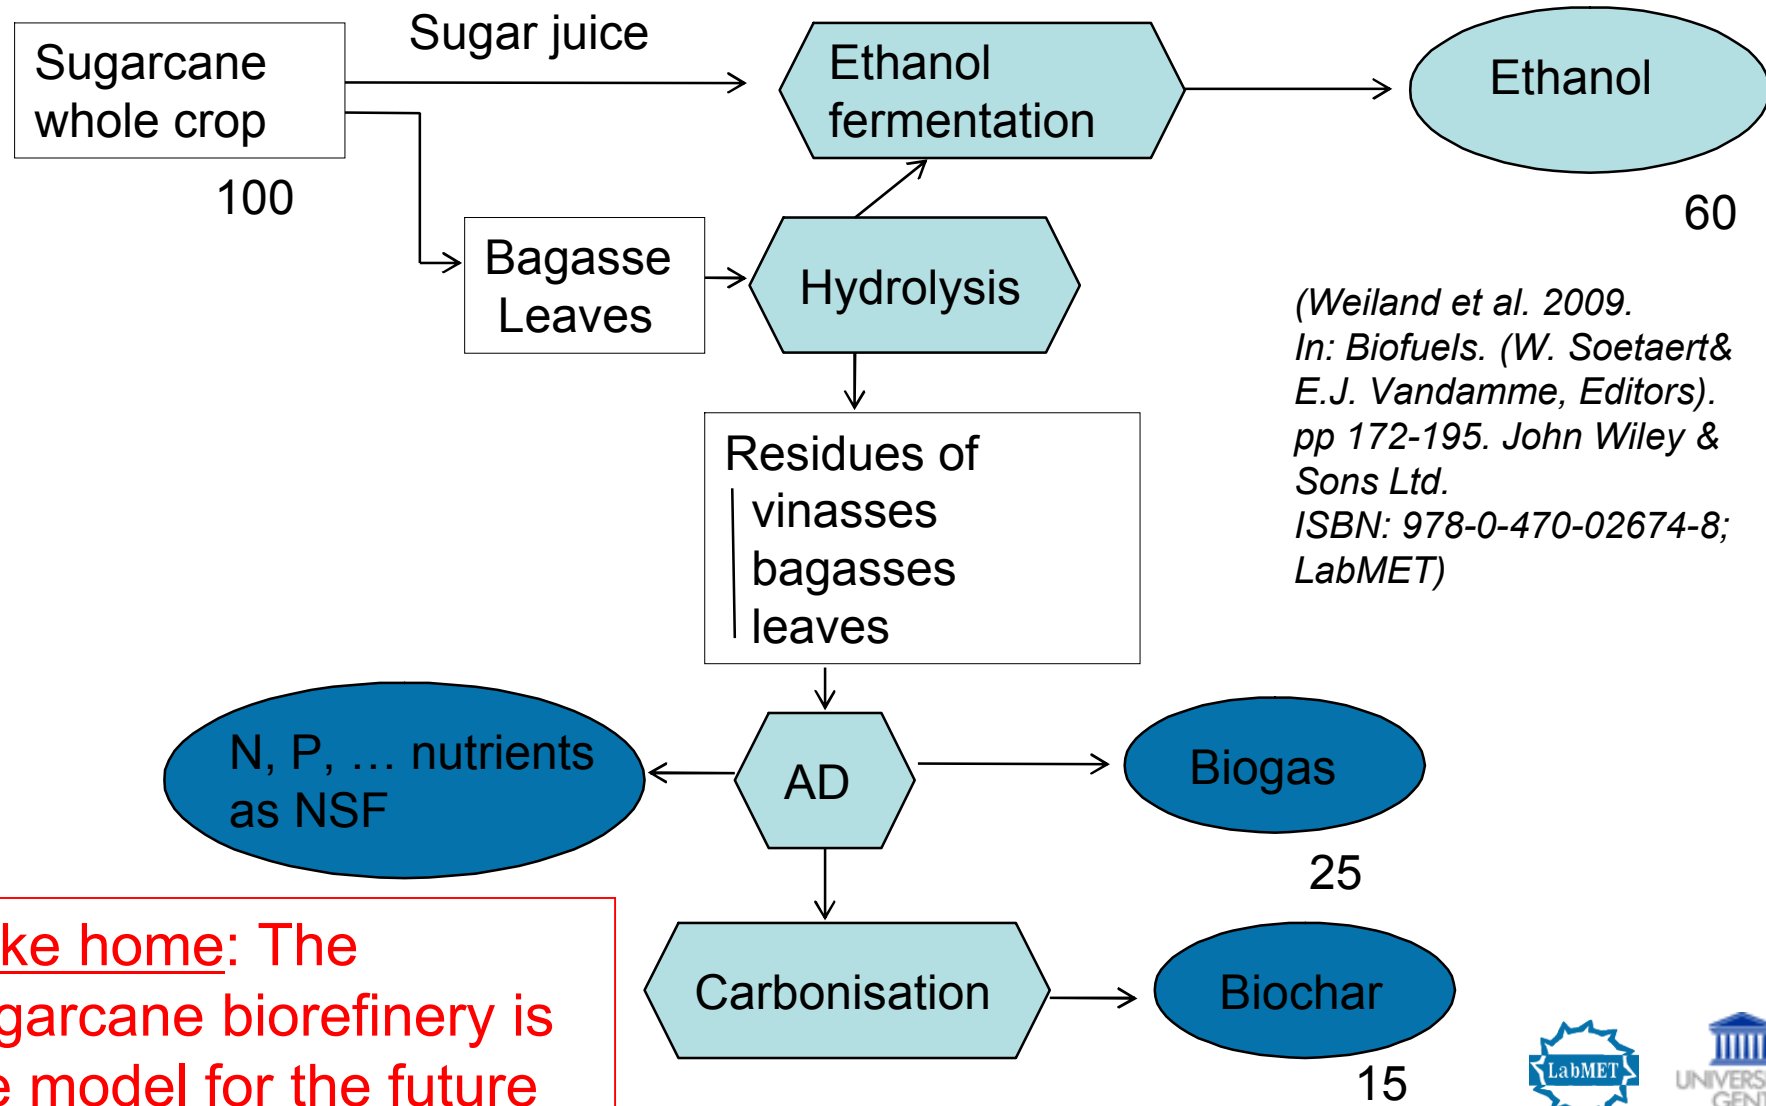 Sugar juice
Sugarcane
whole crop
100
Ethanol
fermentation
Ethanol
60
Bagasse
Leaves
Hydrolysis
(Weiland et al. 2009.
In: Biofuels. (W. Soetaert&
E.J. Vandamme, Editors).
pp 172-195. John Wiley &
Sons Ltd.
ISBN: 978-0-470-02674-8;
LabMET)
Residues of
vinasses
bagasses
leaves
N, P, … nutrients
as NSF
AD
Biogas
25
Carbonisation
Biochar
15
ke home: The
garcane biorefinery is
e model for the future
LabMET
UNIVERS
GENT